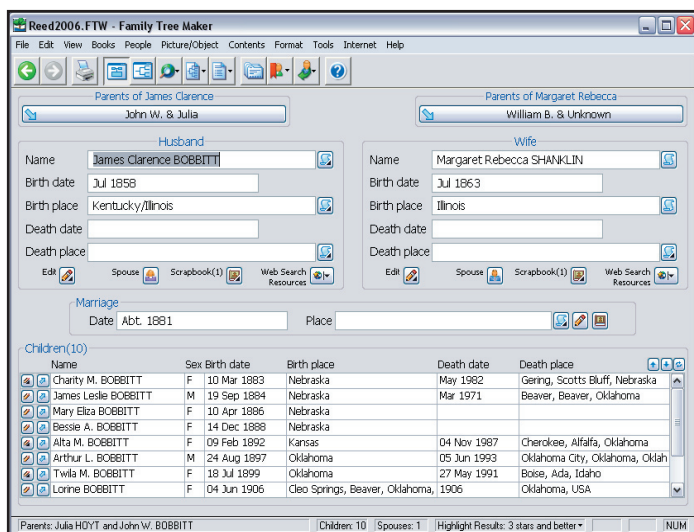 Reed2006.FTW - Family Tree Maker
File Edit View Books People Picture/Object Contents Format Tools Internet Help
Parents of James Clarence Parents of Margaret Rebecca
John W. & Julia William B. & Unknown
Husband Wife
Name James Clarence BOBBITT Name Margaret Rebecca SHANKLIN
Birth date Jul 1858 Birth date Jul 1863
Birth place Kentucky/Illinois Birth place Illinois
Death date Death date
Death place Death place
Edit Spouse Scrapbook(1) Web Search Resources Edit Spouse Scrapbook(1) Web Search Resources
Marriage
Date Abt. 1881 Place
Children(10)
Name Sex Birth date Birth place Death date Death place
Charity M. BOBBITT F 10 Mar 1883 Nebraska May 1982 Gering, Scotts Bluff, Nebraska
James Leslie BOBBITT M 19 Sep 1884 Nebraska Mar 1971 Beaver, Beaver, Oklahoma
Mary Eliza BOBBITT F 10 Apr 1886 Nebraska
Bessie A. BOBBITT F 14 Dec 1888 Nebraska
Alta M. BOBBITT F 09 Feb 1892 Kansas 04 Nov 1987 Cherokee, Alfalfa, Oklahoma
Arthur L. BOBBITT M 24 Aug 1897 Oklahoma 05 Jun 1993 Oklahoma City, Oklahoma, Oklah
Twila M. BOBBITT F 18 Jul 1899 Oklahoma 27 May 1991 Boise, Ada, Idaho
Lorine BOBBITT F 04 Jun 1906 Cleo Springs, Beaver, Oklahoma, 1906 Oklahoma, USA
Parents: Julia HOYT and John W. BOBBITT Children: 10 Spouses: 1 Highlight Results: 3 stars and better NUM